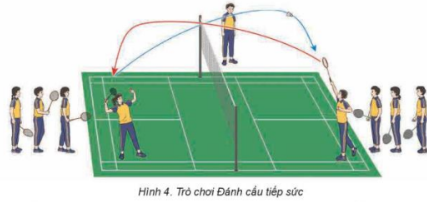 Hình 4. Trò chơi Đánh cầu tiếp sức